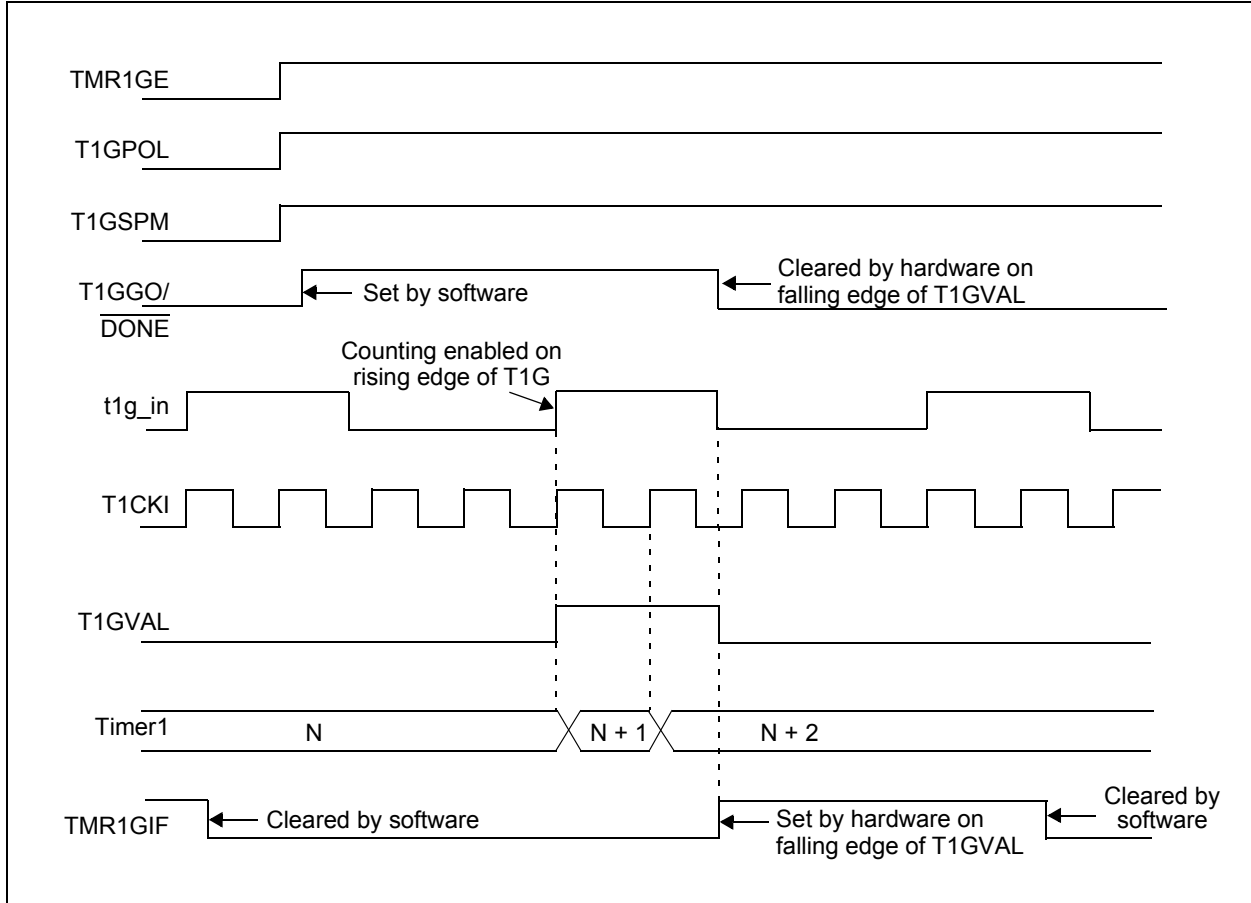 TMR1GE
T1GPOL
T1GSPM
T1GGO/
DONE
Set by software
Cleared by hardware on
falling edge of T1GVAL
Counting enabled on
rising edge of T1G
t1g_in
T1CKI
T1GVAL
Timer1
N
N + 1
N + 2
TMR1GIF
Cleared by software
Set by hardware on
falling edge of T1GVAL
Cleared by
software